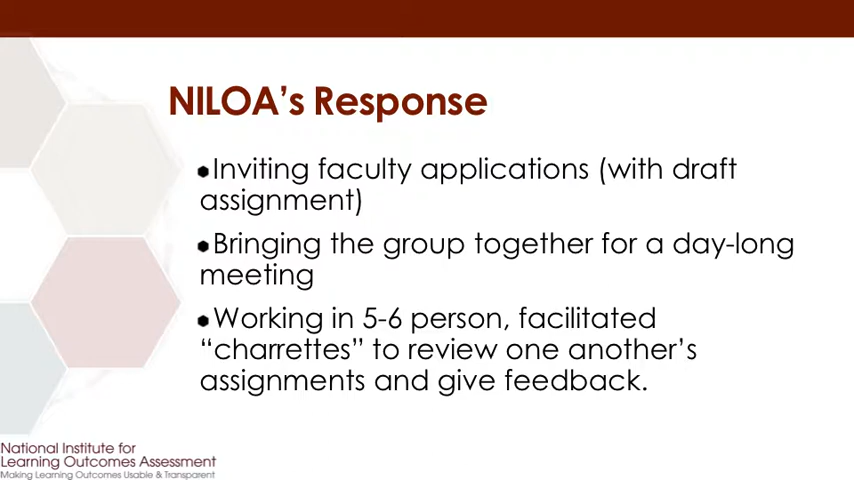 NILOA’s Response
•Inviting faculty applications (with draft
assignment)
•Bringing the group together for a day-long
meeting
•Working in 5-6 person, facilitated
“charrettes” to review one another’s
assignments and give feedback.
National Institute for
Learning Outcomes Assessment
Making Learning Outcomes Usable & Transparent